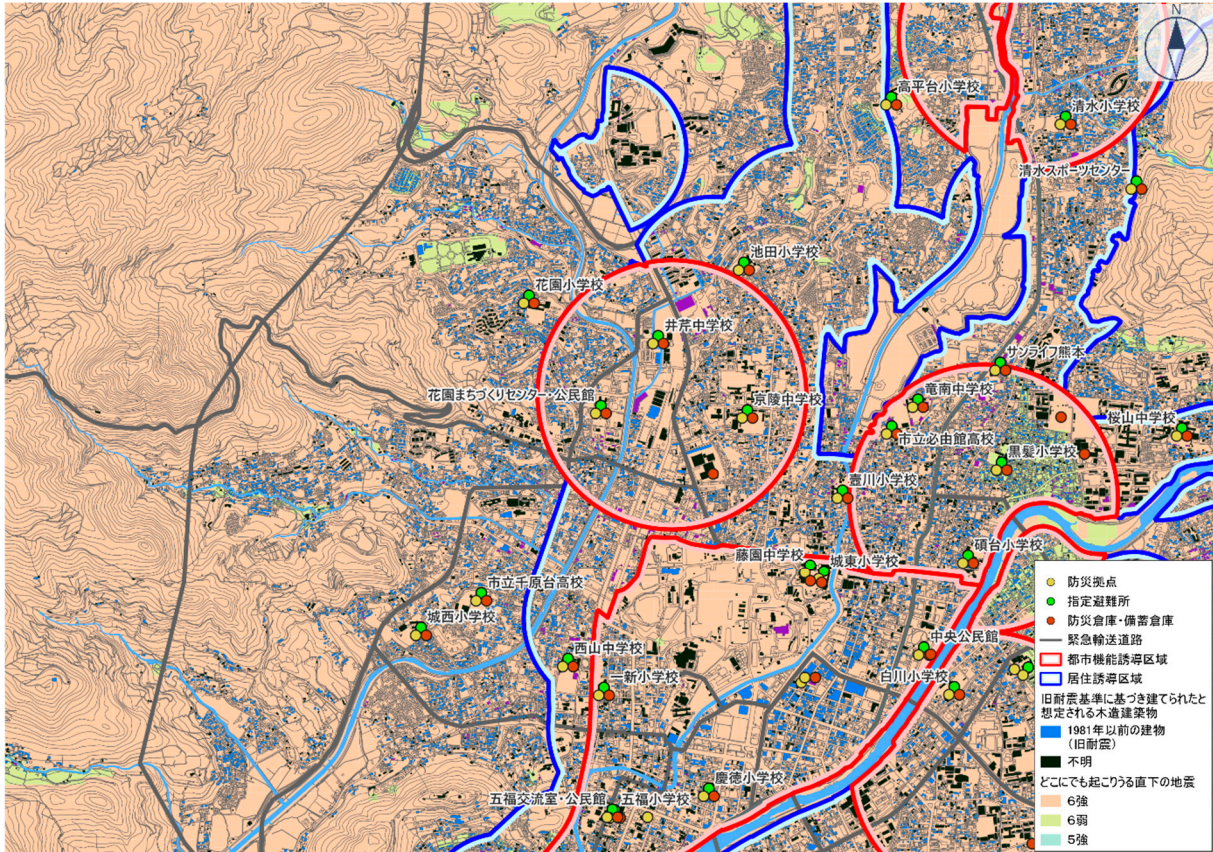 N
高平台小学校
清水小学校
清水スポーツセンター
池田小学校
花園小学校
井芹中学校
サンライフ熊本
花園まちづくりセンター・公民館
京陵中学校
竜南中学校
桜山中学校
市立必由館高校
黒髪小学校
壺川小学校
藤園中学校
城東小学校
碩台小学校
市立千原台高校
城西小学校
西山中学校
一新小学校
中央公民館
白川小学校
慶徳小学校
五福交流室・公民館
五福小学校
防災拠点
指定避難所
防災倉庫・備蓄倉庫
緊急輸送道路
都市機能誘導区域
居住誘導区域
旧耐震基準に基づき建てられたと
想定される木造建築物
1981年以前の建物
(旧耐震)
不明
どこにでも起こりうる直下の地震
6強
6弱
5強